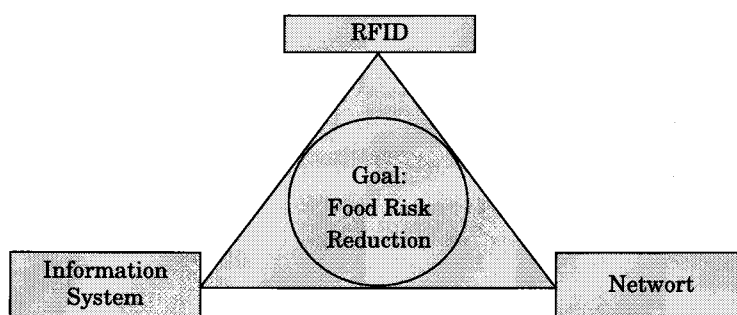 RFID
Goal:
Food Risk
Reduction
Information
System
Networt